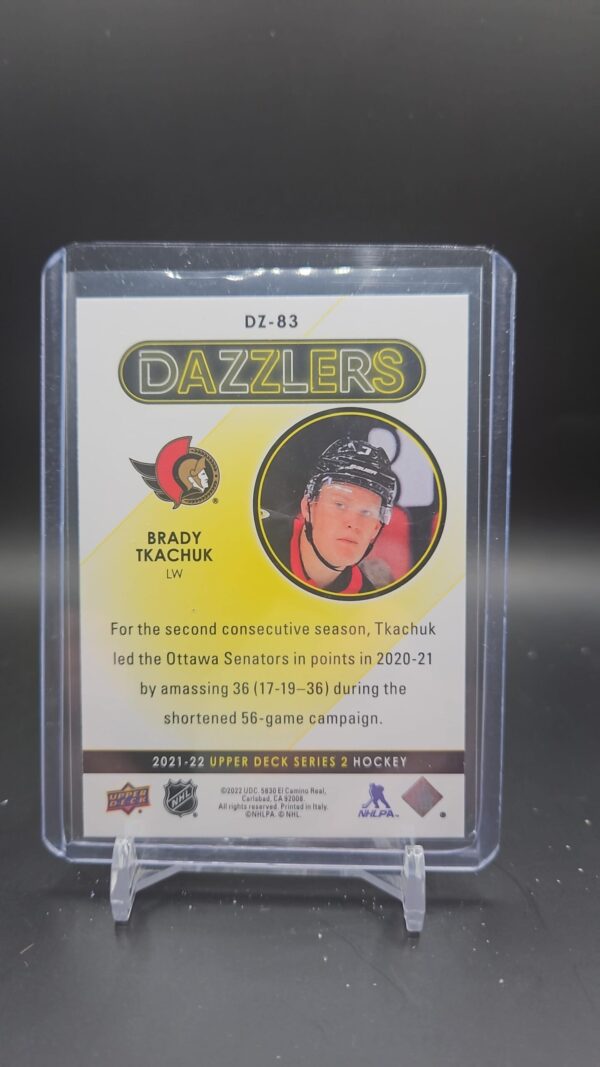 DZ-83
DAZZLERS
BRADY
TKACHUK
LW
For the second consecutive season, Tkachuk
led the Ottawa Senators in points in 2020-21
by amassing 36 (17-19–36) during the
shortened 56-game campaign.
2021-22 UPPER DECK SERIES 2 HOCKEY
UPPER
DECK
NHL
©2022 UDC. 5830 El Camino Real,
Carlsbad, CA 92008.
All rights reserved. Printed in Italy.
©NHLPA. © NHL.
NHLPA